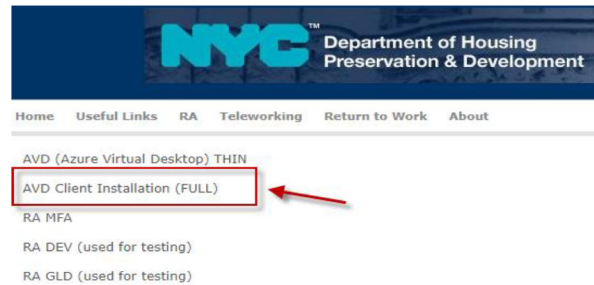 NYC™
Department of Housing
Preservation & Development
Home Useful Links RA Teleworking Return to Work About
AVD (Azure Virtual Desktop) THIN
AVD Client Installation (FULL)
RA MFA
RA DEV (used for testing)
RA GLD (used for testing)